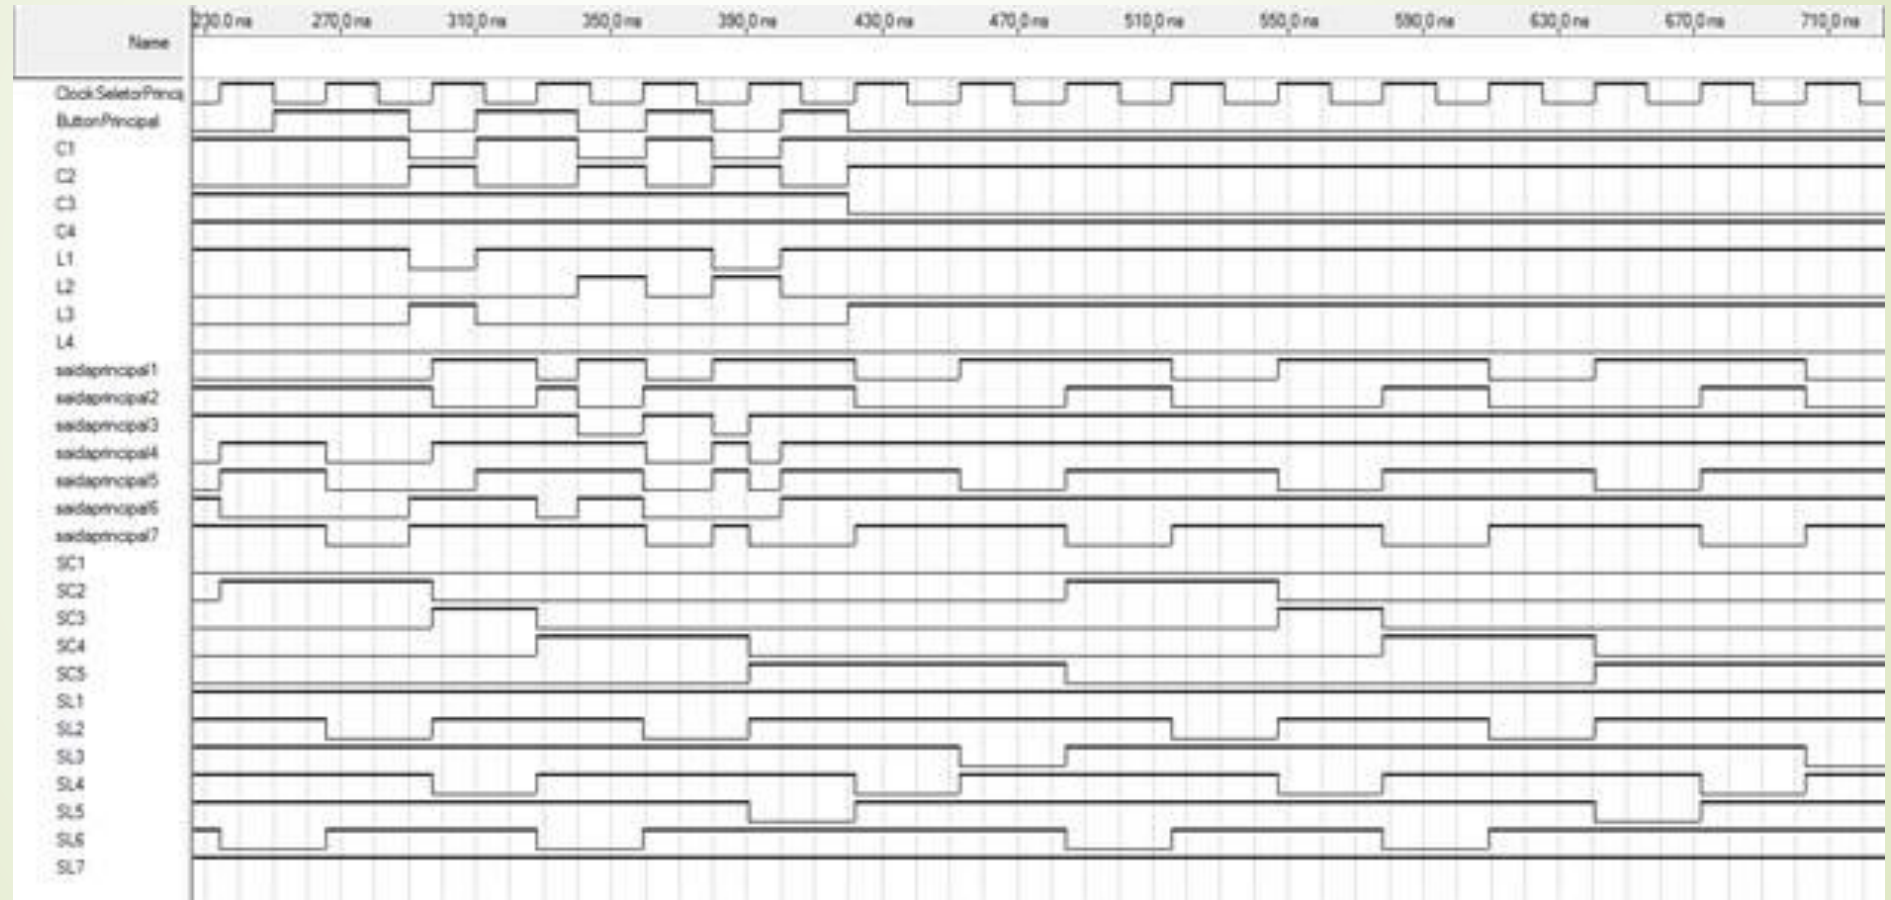 230,0 ns 270,0 ns 310,0 ns 350,0 ns 390,0 ns 430,0 ns 470,0 ns 510,0 ns 550,0 ns 590,0 ns 630,0 ns 670,0 ns 710,0 ns
Name
Clock SeletorPrincip
ButtonPrincipal
C1
C2
C3
C4
L1
L2
L3
L4
saidaprincipal1
saidaprincipal2
saidaprincipal3
saidaprincipal4
saidaprincipal5
saidaprincipal6
saidaprincipal7
SC1
SC2
SC3
SC4
SC5
SL1
SL2
SL3
SL4
SL5
SL6
SL7